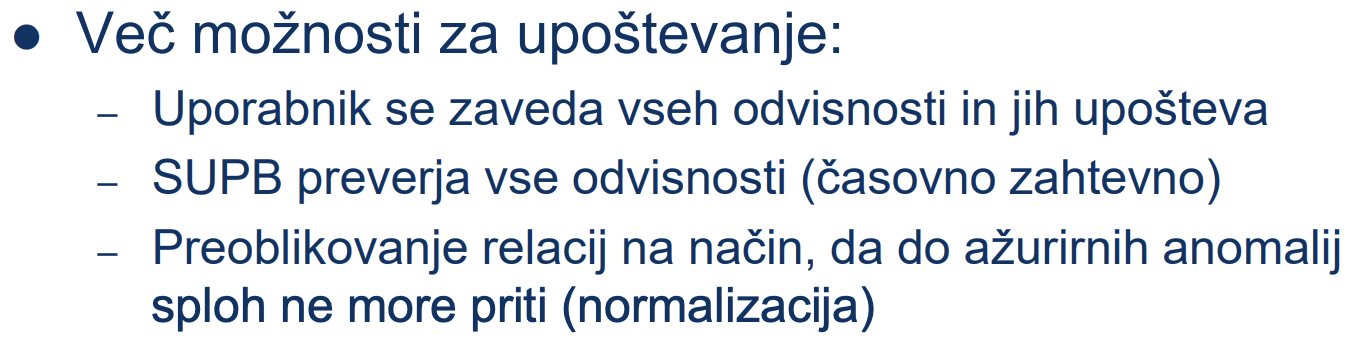 ● Več možnosti za upoštevanje:
– Uporabnik se zaveda vseh odvisnosti in jih upošteva
– SUPB preverja vse odvisnosti (časovno zahtevno)
– Preoblikovanje relacij na način, da do ažurirnih anomalij
sploh ne more priti (normalizacija)